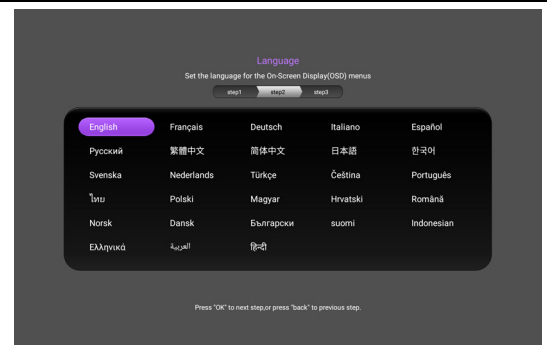 Language
Set the language for the On-Screen Display(OSD) menus
step1 step2 step3
English Français Deutsch Italiano Español
Русский 繁體中文 简体中文 日本語 한국어
Svenska Nederlands Türkçe Čeština Português
ไทย Polski Magyar Hrvatski Română
Norsk Dansk Български suomi Indonesian
Ελληνικά العربية हिन्दी
Press "OK" to next step,or press "back" to previous step.